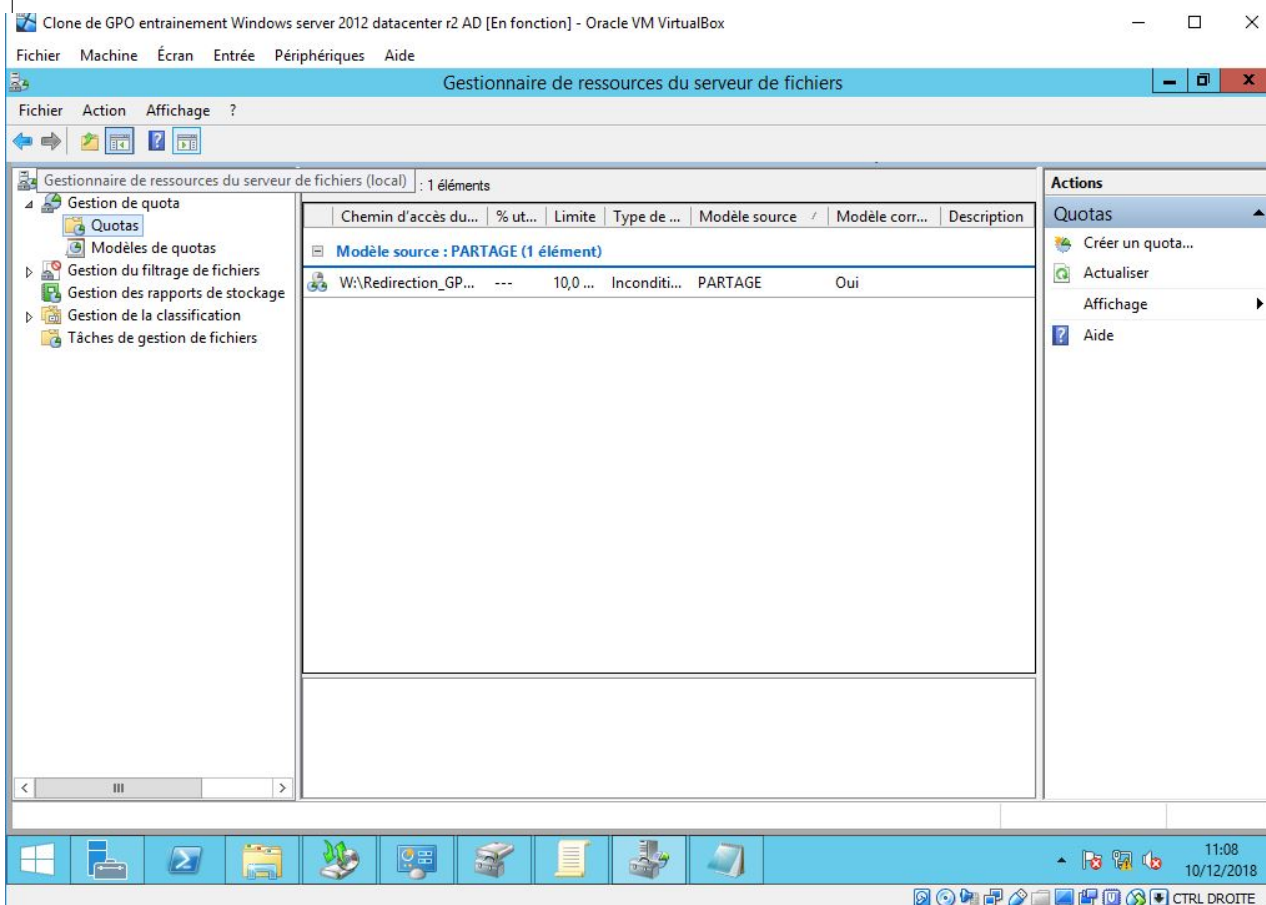 Clone de GPO entrainement Windows server 2012 datacenter r2 AD [En fonction] - Oracle VM VirtualBox
Fichier Machine Écran Entrée Périphériques Aide
Gestionnaire de ressources du serveur de fichiers
Fichier Action Affichage ?
Gestionnaire de ressources du serveur de fichiers (local)
: 1 éléments
Gestion de quota
Quotas
Modèles de quotas
Gestion du filtrage de fichiers
Gestion des rapports de stockage
Gestion de la classification
Tâches de gestion de fichiers
Chemin d'accès du... % ut... Limite Type de ... Modèle source Modèle corr... Description
Modèle source : PARTAGE (1 élément)
W:\Redirection_GP... --- 10,0 ... Inconditi... PARTAGE Oui
Actions
Quotas
Créer un quota...
Actualiser
Affichage
Aide
11:08
10/12/2018
CTRL DROITE